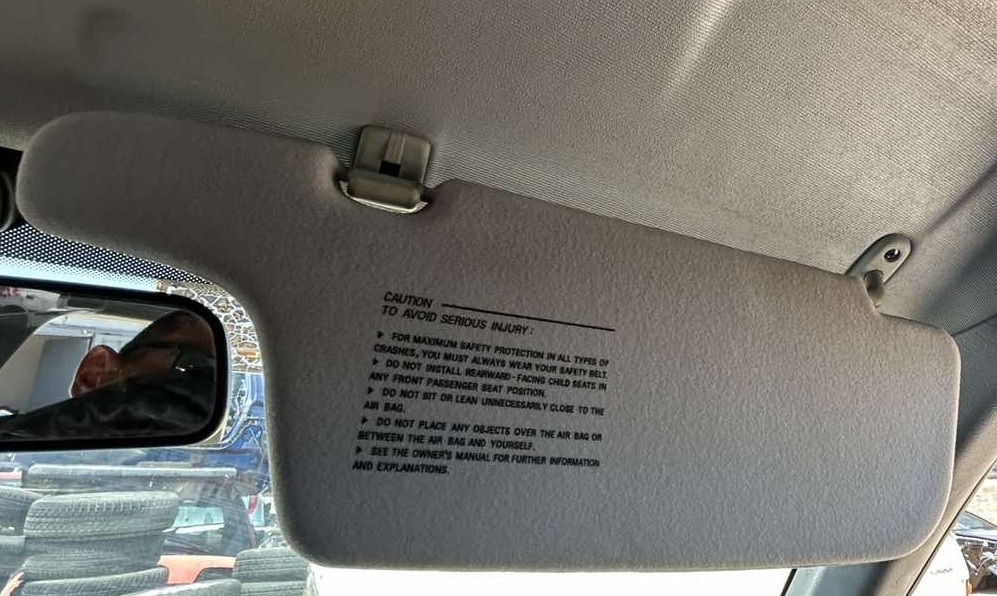 CAUTION
TO AVOID SERIOUS INJURY:
▶ FOR MAXIMUM SAFETY PROTECTION IN ALL TYPES OF
CRASHES, YOU MUST ALWAYS WEAR YOUR SAFETY BELT.
▶ DO NOT INSTALL REARWARD-FACING CHILD SEATS IN
ANY FRONT PASSENGER SEAT POSITION.
▶ DO NOT SIT OR LEAN UNNECESSARILY CLOSE TO THE
AIR BAG.
▶ DO NOT PLACE ANY OBJECTS OVER THE AIR BAG OR
BETWEEN THE AIR BAG AND YOURSELF.
▶ SEE THE OWNER'S MANUAL FOR FURTHER INFORMATION
AND EXPLANATIONS.